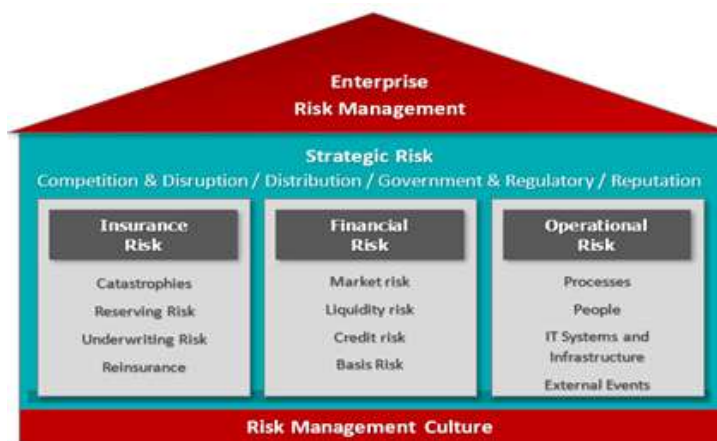 Enterprise
Risk Management
Strategic Risk
Competition & Disruption / Distribution / Government & Regulatory / Reputation
Insurance
Risk
Catastrophies
Reserving Risk
Underwriting Risk
Reinsurance
Financial
Risk
Market risk
Liquidity risk
Credit risk
Basis Risk
Operational
Risk
Processes
People
IT Systems and
Infrastructure
External Events
Risk Management Culture